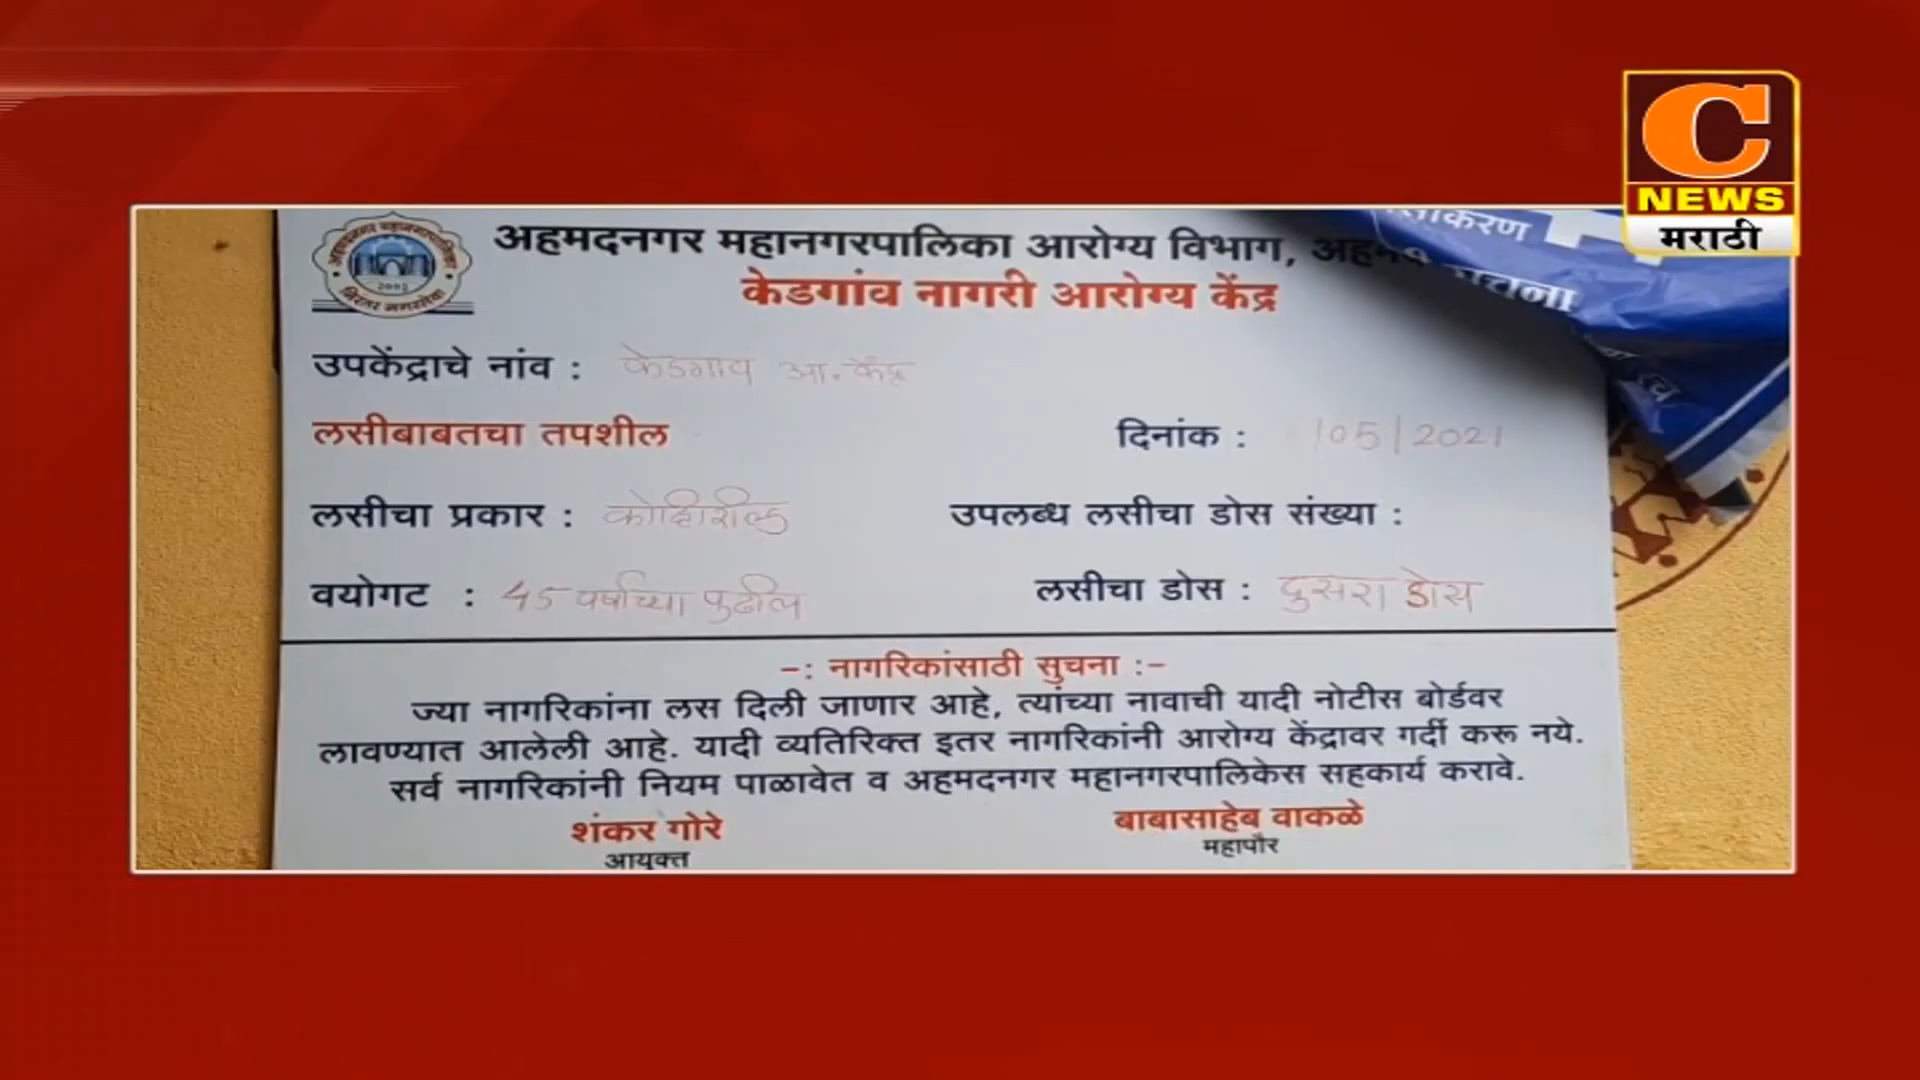 C
NEWS
मराठी
अहमदनगर महानगरपालिका आरोग्य विभाग,
केडगांव नागरी आरोग्य केंद्र
उपकेंद्राचे नांव : केडगाव आ. केंद्र
लसीबाबतचा तपशील
दिनांक : /05/2021
लसीचा प्रकार : कोव्हिशील्ड
उपलब्ध लसीचा डोस संख्या :
वयोगट : 45 वर्षाच्या पुढील
लसीचा डोस : दुसरा डोस
-: नागरिकांसाठी सुचना :-
ज्या नागरिकांना लस दिली जाणार आहे, त्यांच्या नावाची यादी नोटीस बोर्डवर
लावण्यात आलेली आहे. यादी व्यतिरिक्त इतर नागरिकांनी आरोग्य केंद्रावर गर्दी करू नये.
सर्व नागरिकांनी नियम पाळावेत व अहमदनगर महानगरपालिकेस सहकार्य करावे.
शंकर गोरे
आयुक्त
बाबासाहेब वाकळे
महापौर